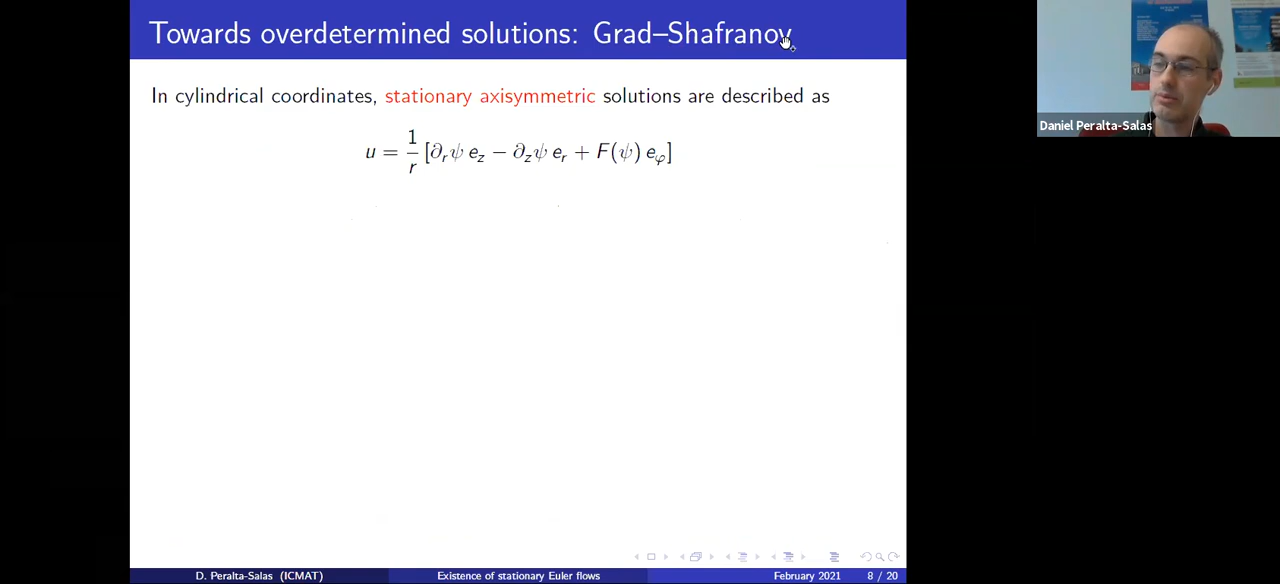 Towards overdetermined solutions: Grad–Shafranov
In cylindrical coordinates, stationary axisymmetric solutions are described as
u = \frac{1}{r} [∂_r ψ e_z − ∂_z ψ e_r + F(ψ) e_φ]
Daniel Peralta-Salas
D. Peralta-Salas (ICMAT) Existence of stationary Euler flows February 2021 8 / 20